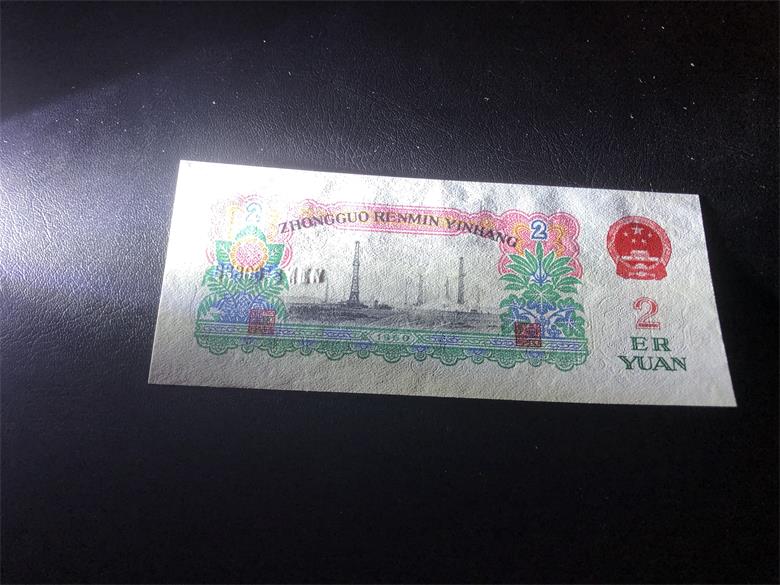 ZHONGGUO RENMIN YINHANG
2
2
1960
2
ER
YUAN